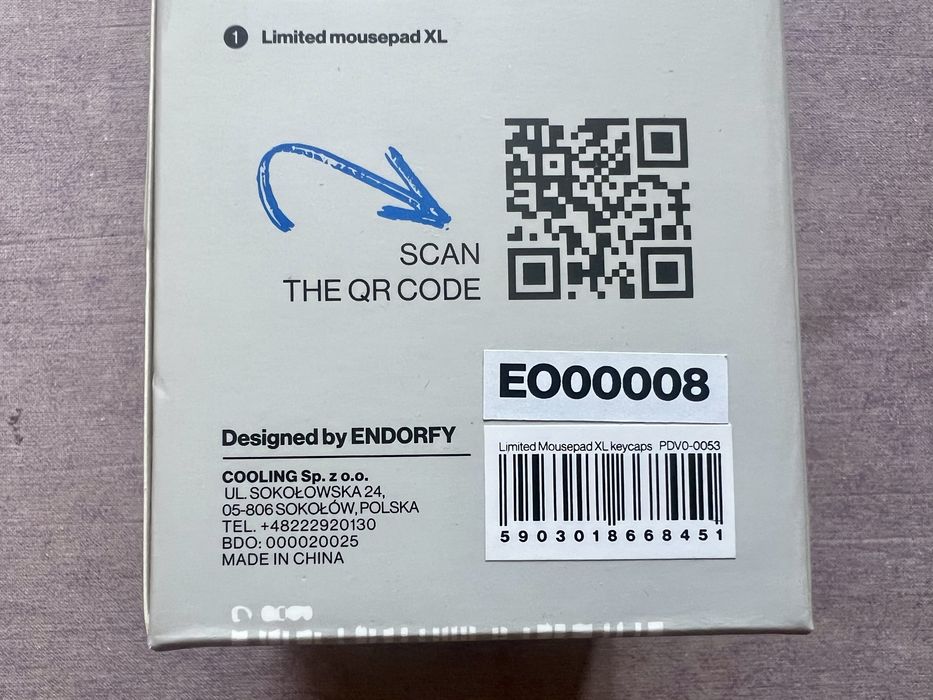 1 Limited mousepad XL
SCAN
THE QR CODE
EO00008
Limited Mousepad XL keycaps PDV0-0053
5903018668451
Designed by ENDORFY
COOLING Sp. z o.o.
UL. SOKOŁOWSKA 24,
05-806 SOKOŁÓW, POLSKA
TEL. +48222920130
BDO: 000020025
MADE IN CHINA